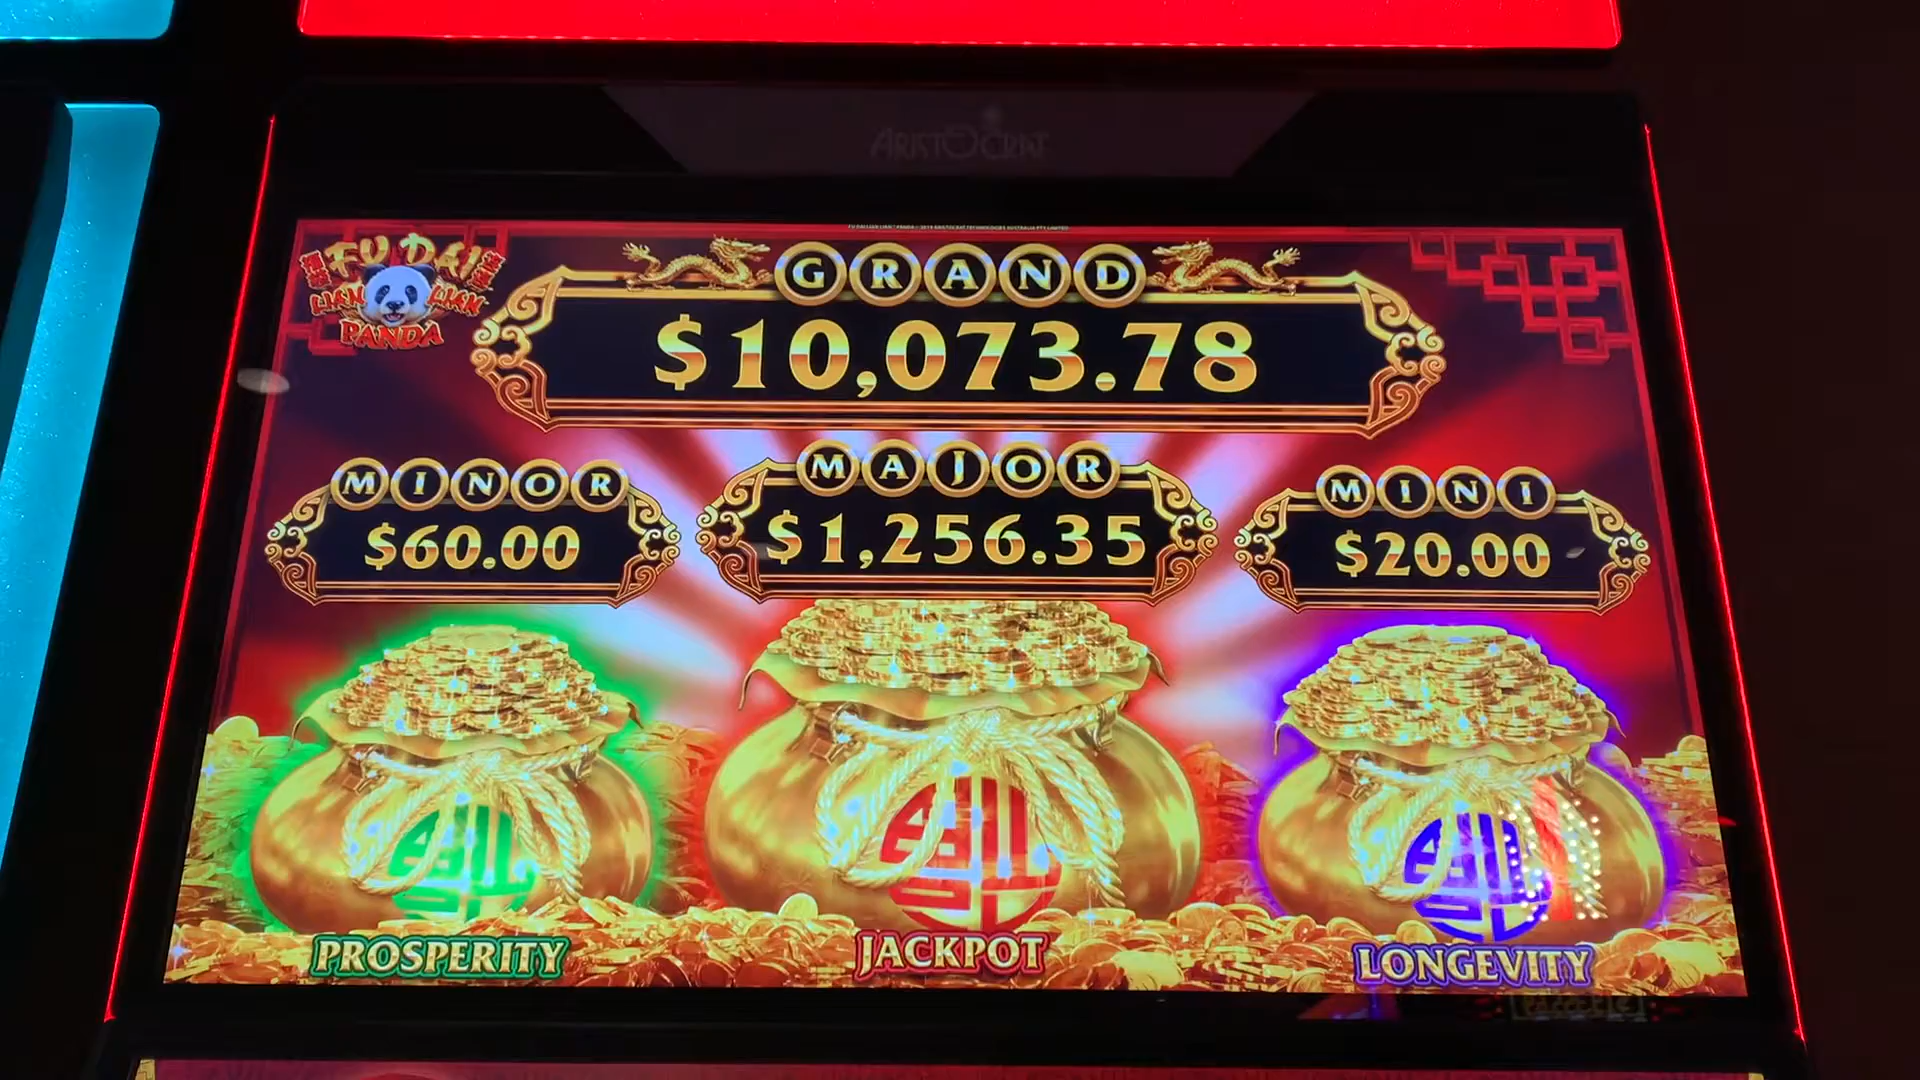 ARISTOCRAT
FU DAI
LIAN LIAN
PANDA
GRAND
$10,073.78
MINOR
$60.00
MAJOR
$1,256.35
MINI
$20.00
PROSPERITY
JACKPOT
LONGEVITY